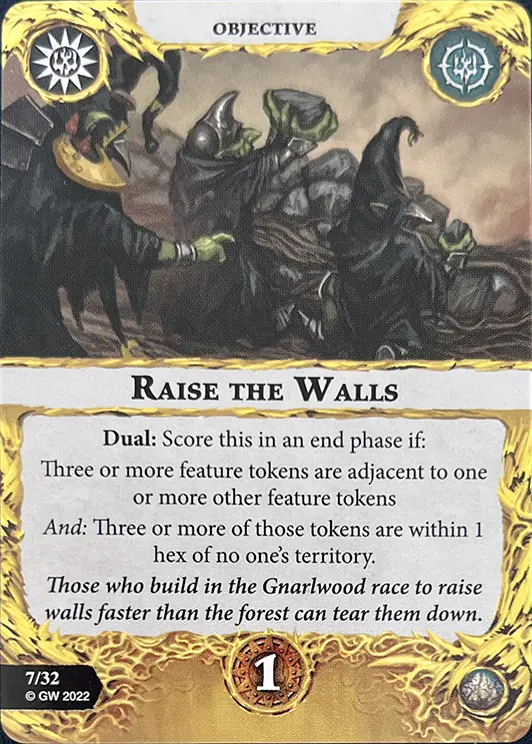 OBJECTIVE
RAISE THE WALLS
Dual: Score this in an end phase if:
Three or more feature tokens are adjacent to one
or more other feature tokens
And: Three or more of those tokens are within 1
hex of no one's territory.
Those who build in the Gnarlwood race to raise
walls faster than the forest can tear them down.
1
7/32
© GW 2022